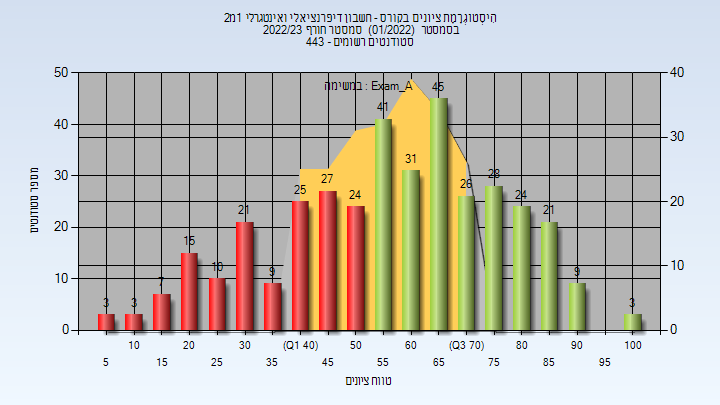 הִיסְטוֹגְרָמַת ציונים בקורס - חשבון דיפרנציאלי ואינטגרלי 1מ2
בסמסטר (01/2022) סמסטר חורף 2022/23
סטודנטים רשומים - 443
במשימה : Exam_A
מספר סטודנטים
50 40 30 20 10 0
40 30 20 10 0
3 3 7 15 10 21 9 25 27 24 41 31 45 26 28 24 21 9 3
10 20 30 (Q1 40) 50 60 (Q3 70) 80 90 100
5 15 25 35 45 55 65 75 85 95
טווח ציונים